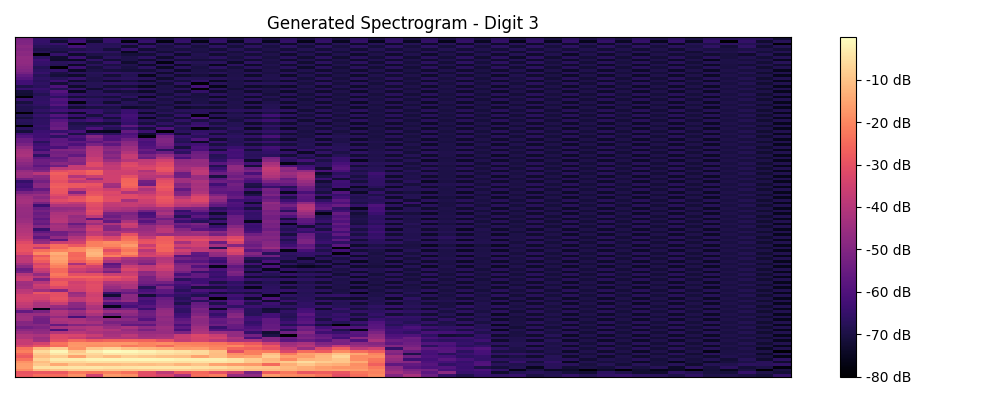 Generated Spectrogram - Digit 3
-10 dB
-20 dB
-30 dB
-40 dB
-50 dB
-60 dB
-70 dB
-80 dB